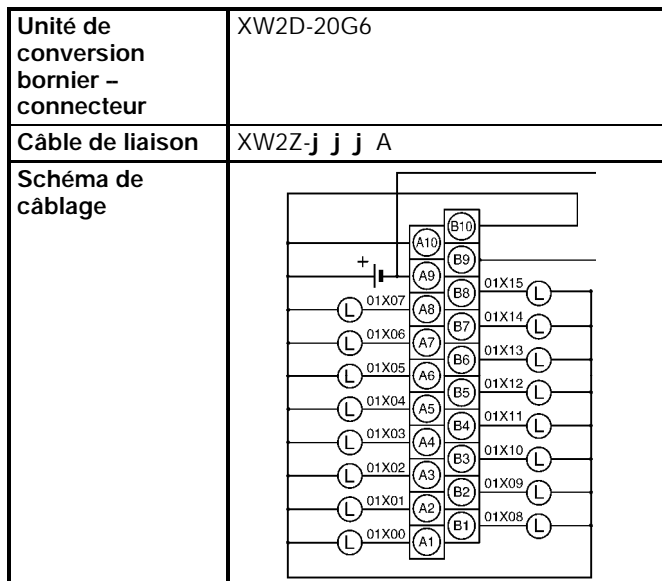 Unité de
conversion
bornier –
connecteur
XW2D-20G6
Câble de liaison
XW2Z-j j j A
Schéma de
câblage
B10
A10
B9
+
A9
B8
01X15
L
L
01X07
A8
B7
01X14
L
L
01X06
A7
B6
01X13
L
L
01X05
A6
B5
01X12
L
L
01X04
A5
B4
01X11
L
L
01X03
A4
B3
01X10
L
L
01X02
A3
B2
01X09
L
L
01X01
A2
B1
01X08
L
L
01X00
A1